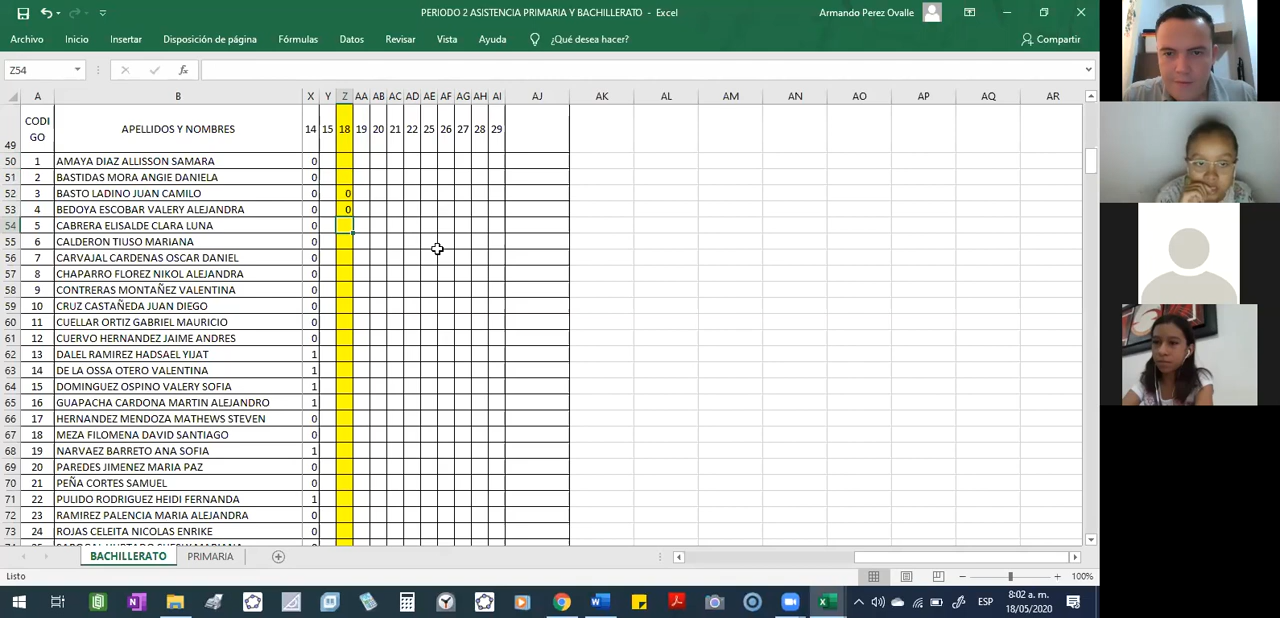 PERIODO 2 ASISTENCIA PRIMARIA Y BACHILLERATO - Excel
Armando Perez Ovalle
Archivo Inicio Insertar Disposición de página Fórmulas Datos Revisar Vista Ayuda ¿Qué desea hacer? Compartir
Z54 fx
A B X Y Z AA AB AC AD AE AF AG AH AI AJ AK AL AM AN AO AP AQ AR
49 CODI GO APELLIDOS Y NOMBRES 14 15 18 19 20 21 22 25 26 27 28 29
50 1 AMAYA DIAZ ALLISSON SAMARA 0
51 2 BASTIDAS MORA ANGIE DANIELA 0
52 3 BASTO LADINO JUAN CAMILO 0 0
53 4 BEDOYA ESCOBAR VALERY ALEJANDRA 0 0
54 5 CABRERA ELISALDE CLARA LUNA 0
55 6 CALDERON TIUSO MARIANA 0
56 7 CARVAJAL CARDENAS OSCAR DANIEL 0
57 8 CHAPARRO FLOREZ NIKOL ALEJANDRA 0
58 9 CONTRERAS MONTAÑEZ VALENTINA 0
59 10 CRUZ CASTAÑEDA JUAN DIEGO 0
60 11 CUELLAR ORTIZ GABRIEL MAURICIO 0
61 12 CUERVO HERNANDEZ JAIME ANDRES 0
62 13 DALEL RAMIREZ HADSAEL YIJAT 1
63 14 DE LA OSSA OTERO VALENTINA 1
64 15 DOMINGUEZ OSPINO VALERY SOFIA 1
65 16 GUAPACHA CARDONA MARTIN ALEJANDRO 1
66 17 HERNANDEZ MENDOZA MATHEWS STEVEN 0
67 18 MEZA FILOMENA DAVID SANTIAGO 0
68 19 NARVAEZ BARRETO ANA SOFIA 1
69 20 PAREDES JIMENEZ MARIA PAZ 0
70 21 PEÑA CORTES SAMUEL 0
71 22 PULIDO RODRIGUEZ HEIDI FERNANDA 1
72 23 RAMIREZ PALENCIA MARIA ALEJANDRA 0
73 24 ROJAS CELEITA NICOLAS ENRIKE 0
BACHILLERATO PRIMARIA
Listo 100%
ESP 8:02 a. m.
18/05/2020